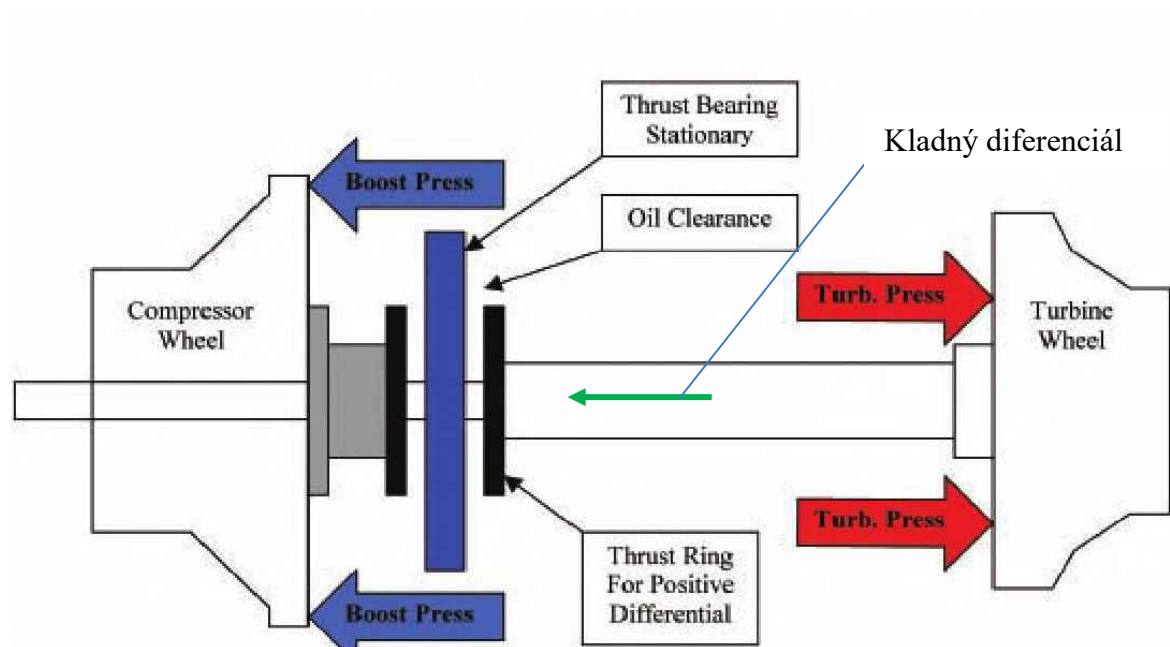 Thrust Bearing
Stationary
Kladný diferenciál
Boost Press
Oil Clearance
Compressor
Wheel
Turb. Press
Turbine
Wheel
Turb. Press
Thrust Ring
For Positive
Differential
Boost Press